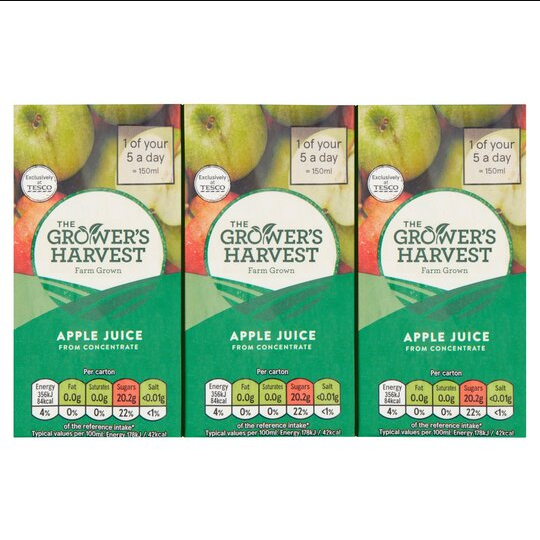 1 of your
5 a day
= 150ml
Exclusively
at
TESCO
THE
GROWER'S
HARVEST
Farm Grown
APPLE JUICE
FROM CONCENTRATE
Per carton
Energy Fat Saturates Sugars Salt
356kJ
84kcal 0.0g 0.0g 20.2g <0.01g
4% 0% 0% 22% <1%
of the reference intake*
Typical values per 100ml: Energy 178kJ / 42kcal
1 of your
5 a day
= 150ml
Exclusively
at
TESCO
THE
GROWER'S
HARVEST
Farm Grown
APPLE JUICE
FROM CONCENTRATE
Per carton
Energy Fat Saturates Sugars Salt
356kJ
84kcal 0.0g 0.0g 20.2g <0.01g
4% 0% 0% 22% <1%
of the reference intake*
Typical values per 100ml: Energy 178kJ / 42kcal
1 of your
5 a day
= 150ml
Exclusively
at
TESCO
THE
GROWER'S
HARVEST
Farm Grown
APPLE JUICE
FROM CONCENTRATE
Per carton
Energy Fat Saturates Sugars Salt
356kJ
84kcal 0.0g 0.0g 20.2g <0.01g
4% 0% 0% 22% <1%
of the reference intake*
Typical values per 100ml: Energy 178kJ / 42kcal